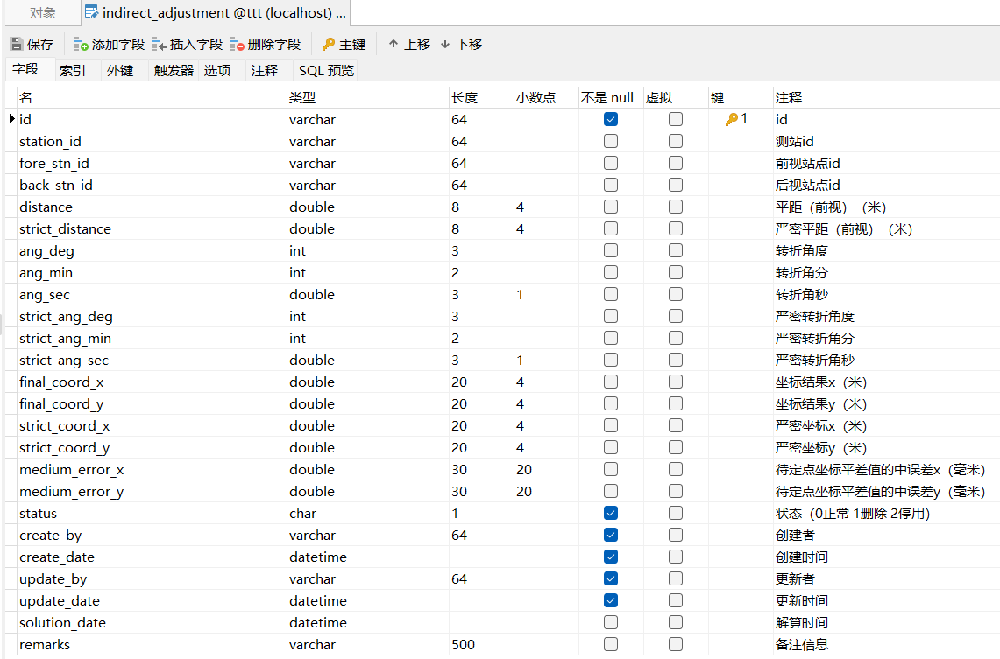 对象 indirect_adjustment @ttt (localhost) ...
保存 添加字段 插入字段 删除字段 主键 上移 下移
字段 索引 外键 触发器 选项 注释 SQL 预览
名 类型 长度 小数点 不是 null 虚拟 键 注释
id varchar 64 1 id
station_id varchar 64 测站id
fore_stn_id varchar 64 前视站点id
back_stn_id varchar 64 后视站点id
distance double 8 4 平距（前视）（米）
strict_distance double 8 4 严密平距（前视）（米）
ang_deg int 3 转折角度
ang_min int 2 转折角分
ang_sec double 3 1 转折角秒
strict_ang_deg int 3 严密转折角度
strict_ang_min int 2 严密转折角分
strict_ang_sec double 3 1 严密转折角秒
final_coord_x double 20 4 坐标结果x（米）
final_coord_y double 20 4 坐标结果y（米）
strict_coord_x double 20 4 严密坐标x（米）
strict_coord_y double 20 4 严密坐标y（米）
medium_error_x double 30 20 待定点坐标平差值的中误差x（毫米）
medium_error_y double 30 20 待定点坐标平差值的中误差y（毫米）
status char 1 状态（0正常 1删除 2停用）
create_by varchar 64 创建者
create_date datetime 创建时间
update_by varchar 64 更新者
update_date datetime 更新时间
solution_date datetime 解算时间
remarks varchar 500 备注信息